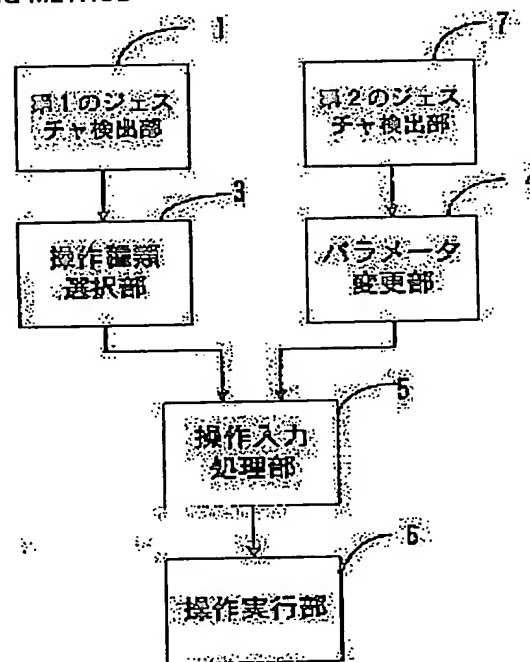 1
7
第1のジェス
チャ検出部
第2のジェス
チャ検出部
3
操作種類
選択部
パラメータ
変更部
5
操作入力
処理部
6
操作実行部